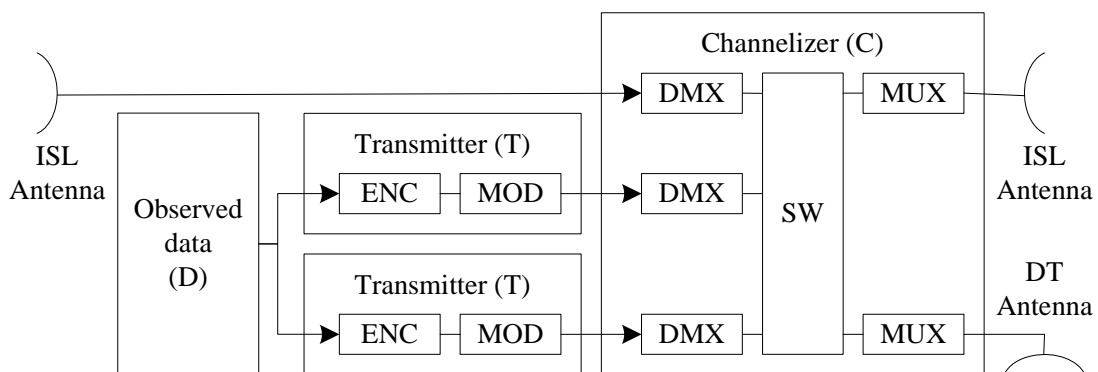 Channelizer (C)
DMX
MUX
ISL
Antenna
ISL
Antenna
Transmitter (T)
ENC
MOD
DMX
SW
Observed
data
(D)
Transmitter (T)
ENC
MOD
DMX
MUX
DT
Antenna